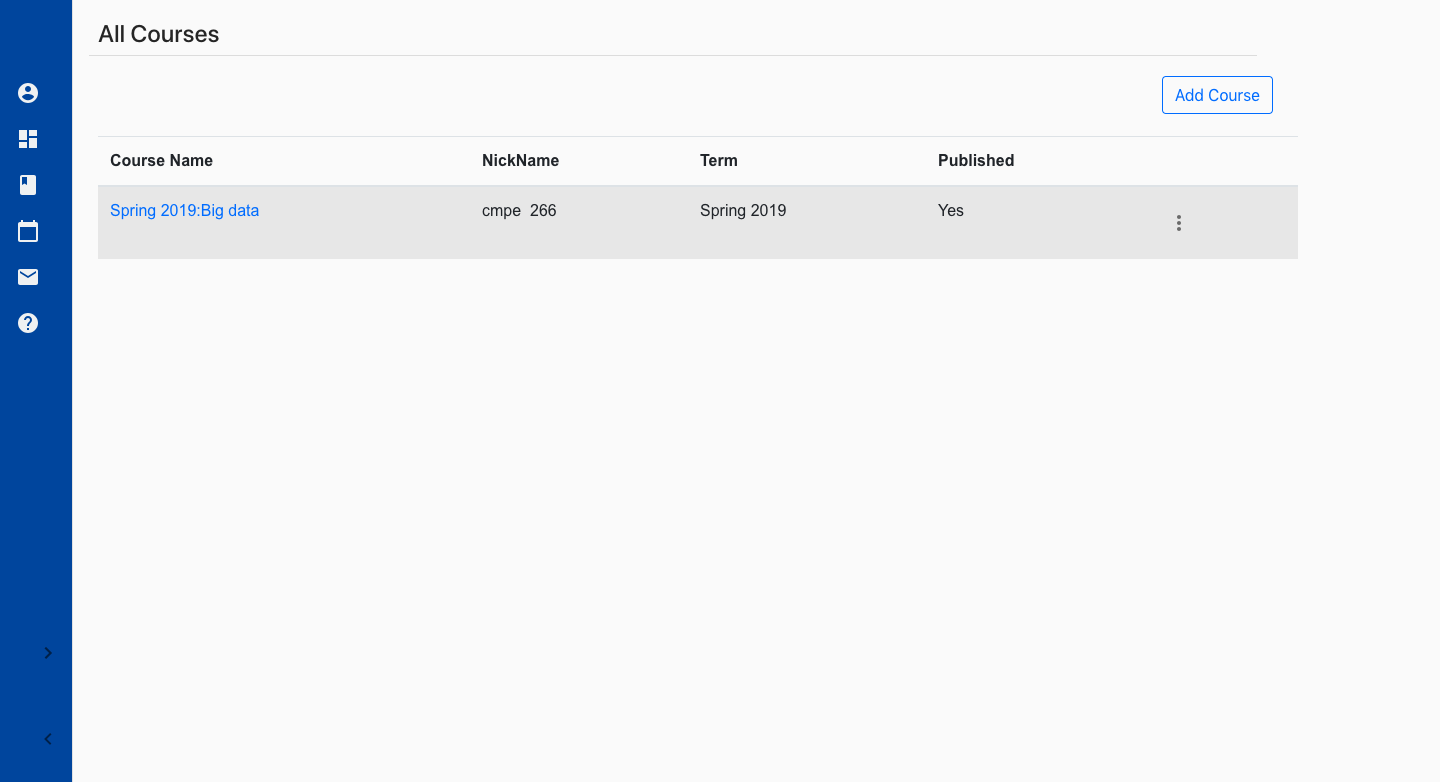 All Courses
Add Course
Course Name NickName Term Published
Spring 2019:Big data cmpe  266 Spring 2019 Yes